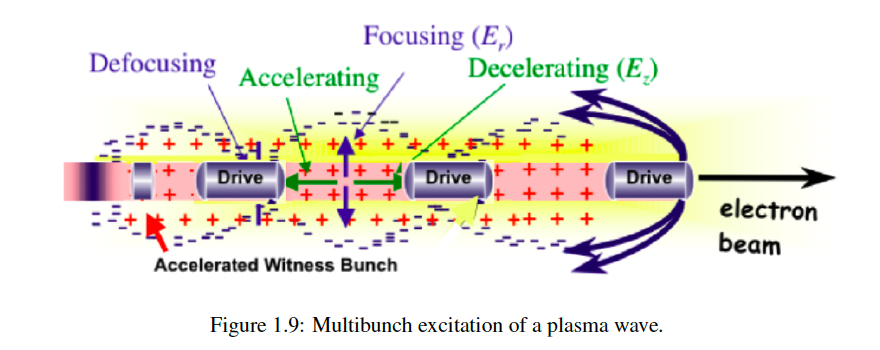 Focusing (E_r)
Defocusing
Accelerating
Decelerating (E_z)
Drive
Drive
Drive
electron
beam
Accelerated Witness Bunch
Figure 1.9: Multibunch excitation of a plasma wave.